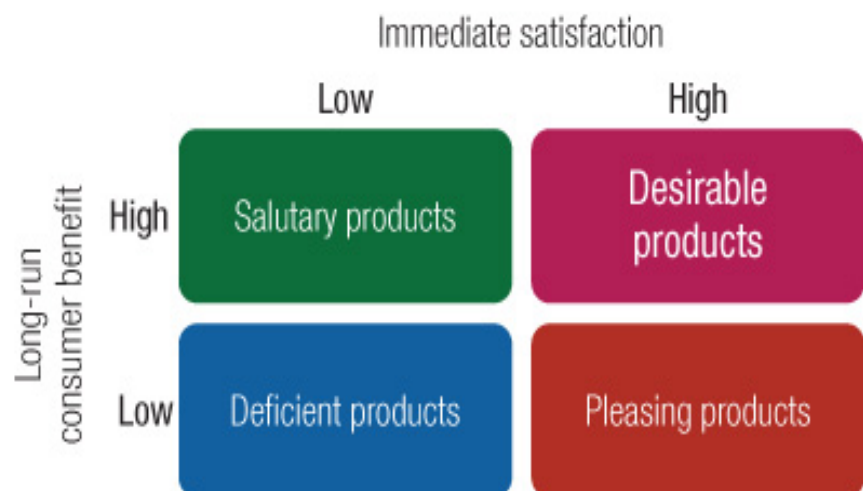 Immediate satisfaction
Low High
High Salutary products Desirable
products
Long-run
consumer benefit
Low Deficient products Pleasing products